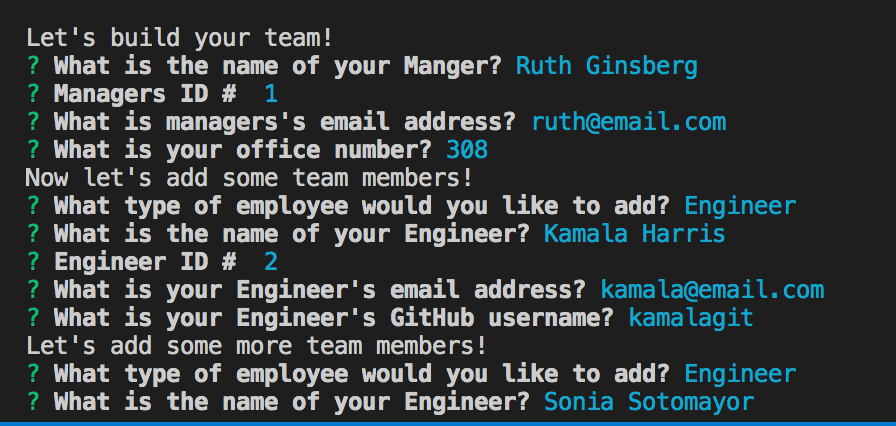 Let's build your team!
? What is the name of your Manger? Ruth Ginsberg
? Managers ID #  1
? What is managers's email address? ruth@email.com
? What is your office number? 308
Now let's add some team members!
? What type of employee would you like to add? Engineer
? What is the name of your Engineer? Kamala Harris
? Engineer ID #  2
? What is your Engineer's email address? kamala@email.com
? What is your Engineer's GitHub username? kamalagit
Let's add some more team members!
? What type of employee would you like to add? Engineer
? What is the name of your Engineer? Sonia Sotomayor